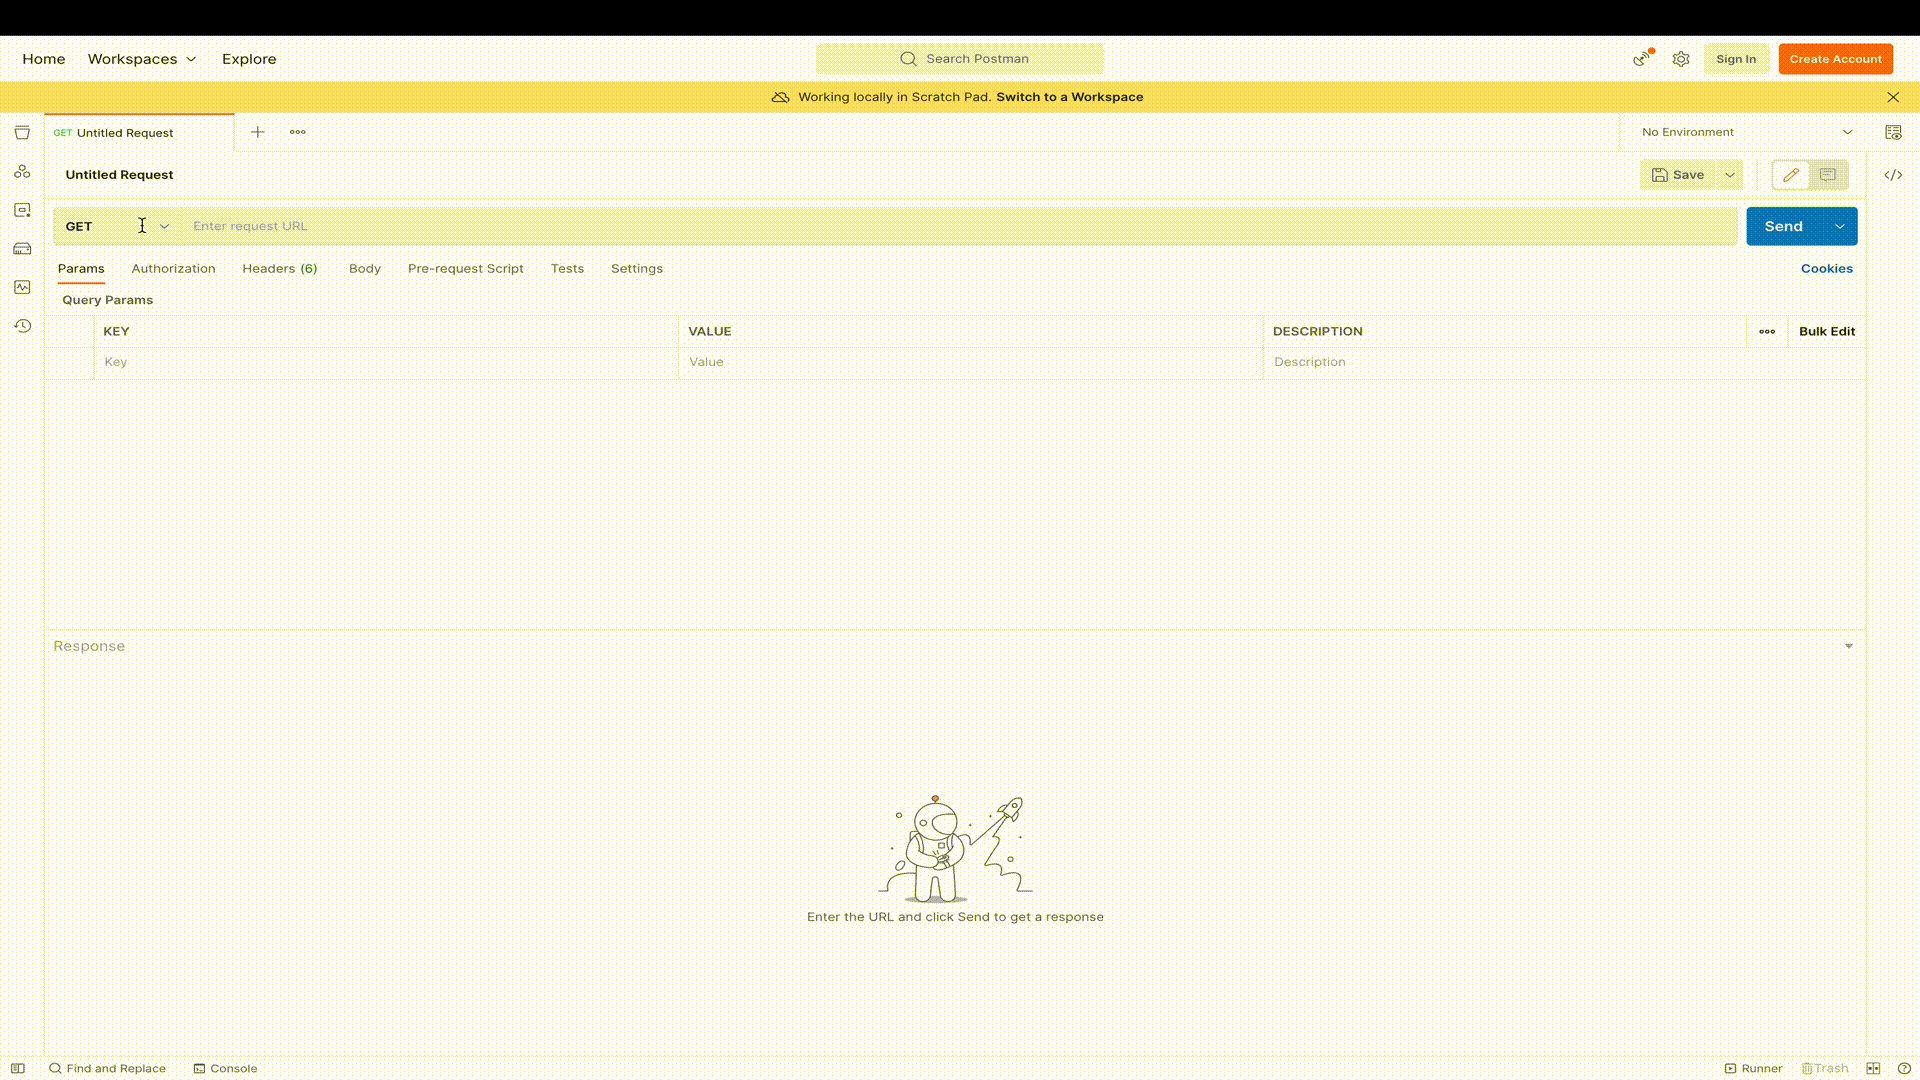 Home Workspaces Explore Search Postman Sign In Create Account
Working locally in Scratch Pad. Switch to a Workspace
GET Untitled Request No Environment
Untitled Request Save
GET Enter request URL Send
Params Authorization Headers (6) Body Pre-request Script Tests Settings Cookies
Query Params
KEY VALUE DESCRIPTION Bulk Edit
Key Value Description
Response
Enter the URL and click Send to get a response
Find and Replace Console Runner Trash